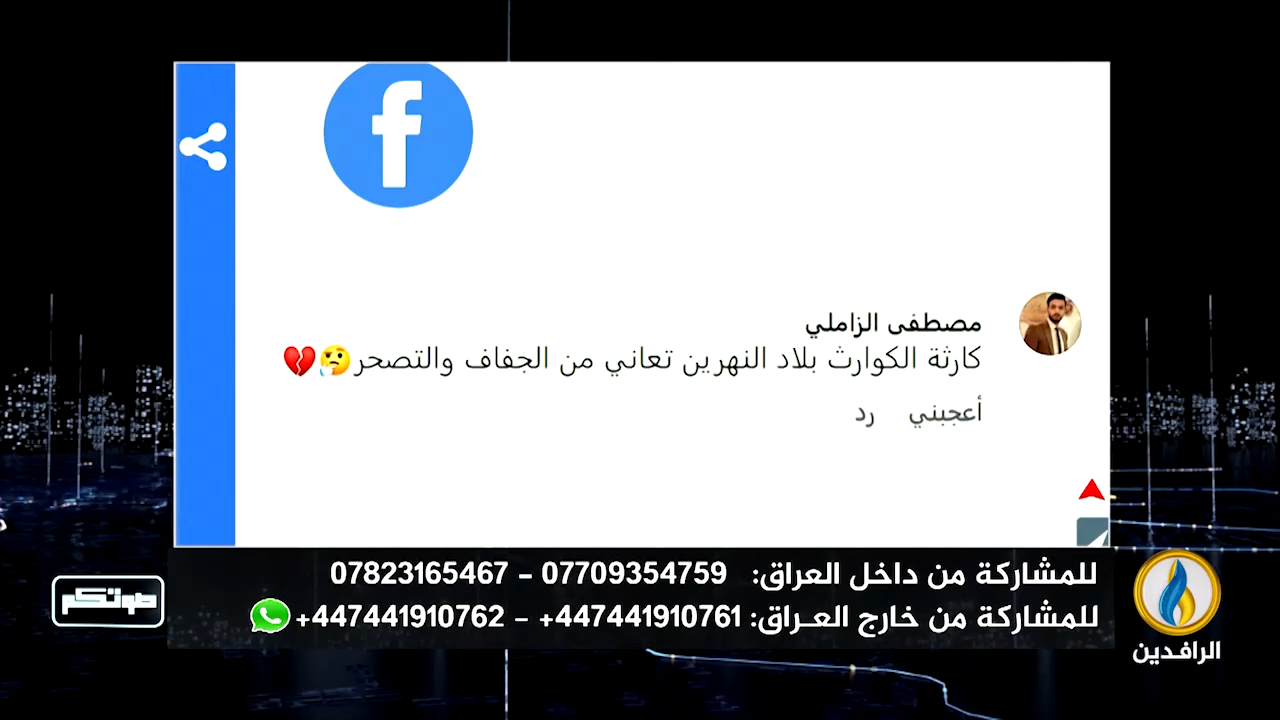 مصطفى الزاملي
كارثة الكوارث بلاد النهرين تعاني من الجفاف والتصحر🤔💔
أعجبني رد
للمشاركة من داخل العراق: 07709354759 - 07823165467
للمشاركة من خارج العـراق: 447441910761+ - 447441910762+
صوتكم
الرافدين